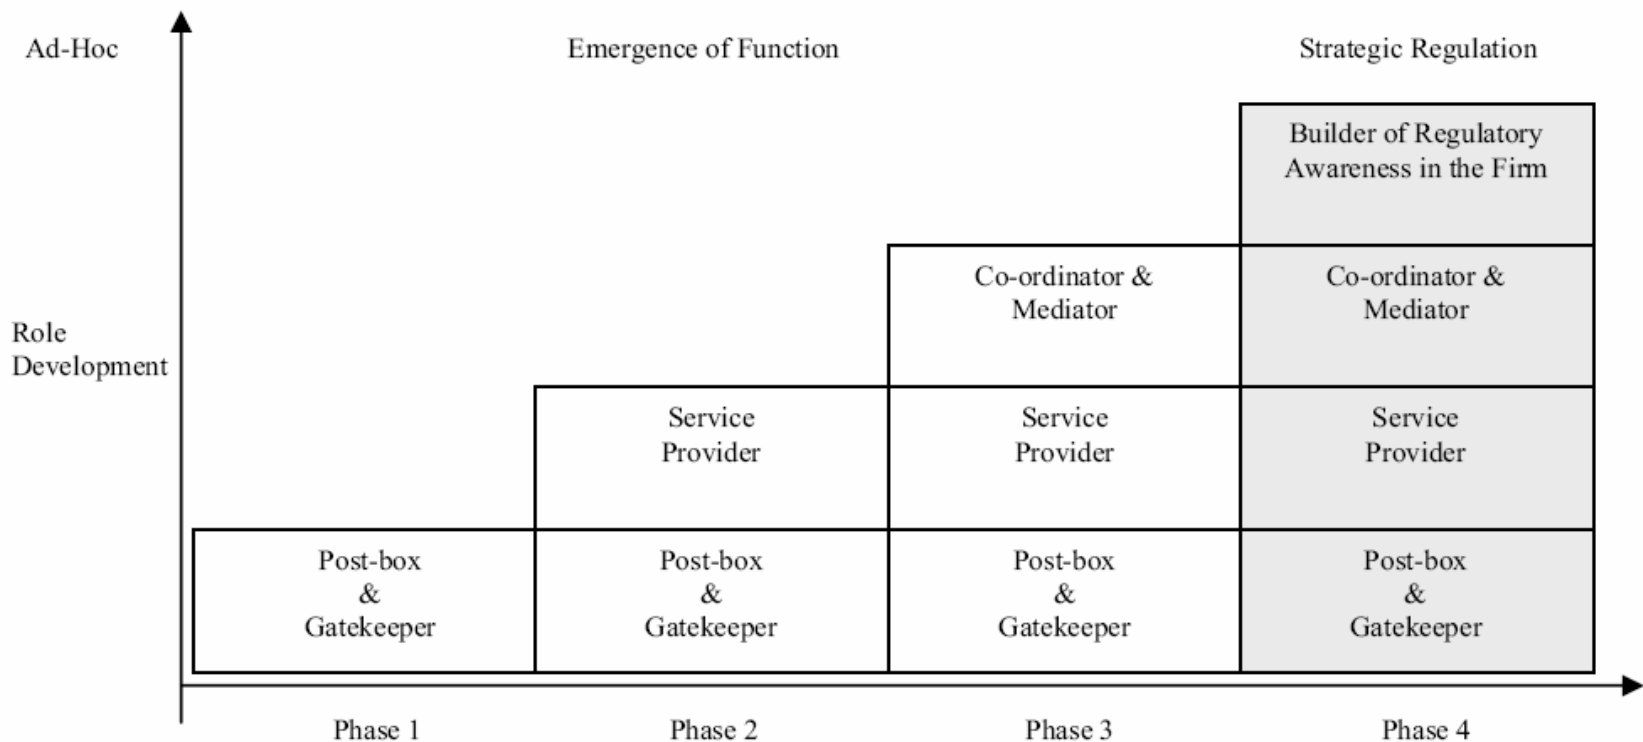 Ad-Hoc
Emergence of Function
Strategic Regulation
Builder of Regulatory
Awareness in the Firm
Co-ordinator &
Mediator
Co-ordinator &
Mediator
Role
Development
Service
Provider
Service
Provider
Service
Provider
Post-box
&
Gatekeeper
Post-box
&
Gatekeeper
Post-box
&
Gatekeeper
Post-box
&
Gatekeeper
Phase 1
Phase 2
Phase 3
Phase 4